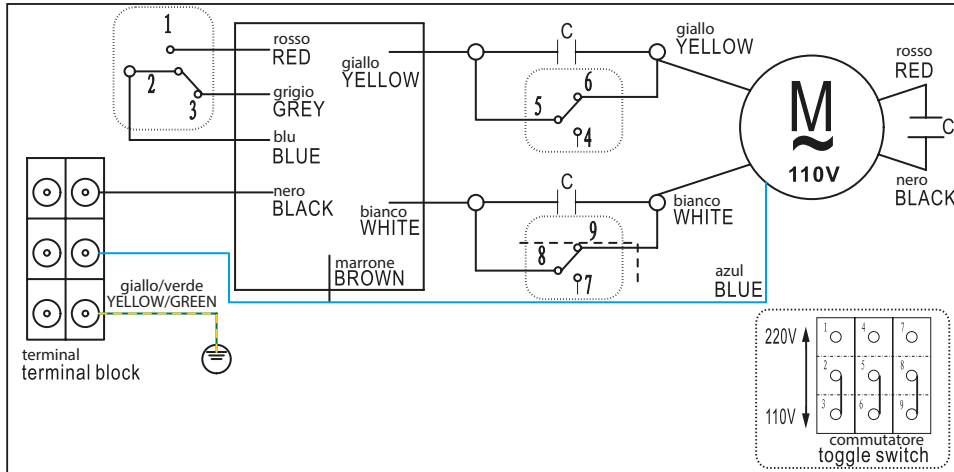 1
2
3
rosso
RED
grigio
GREY
blu
BLUE
nero
BLACK
giallo
YELLOW
bianco
WHITE
marrone
BROWN
C
5
6
4
giallo
YELLOW
C
8
9
7
bianco
WHITE
M
~
110V
rosso
RED
C
nero
BLACK
azul
BLUE
giallo/verde
YELLOW/GREEN
terminal
terminal block
220V
110V
1 4 7
2 5 8
3 6 9
commutatore
toggle switch